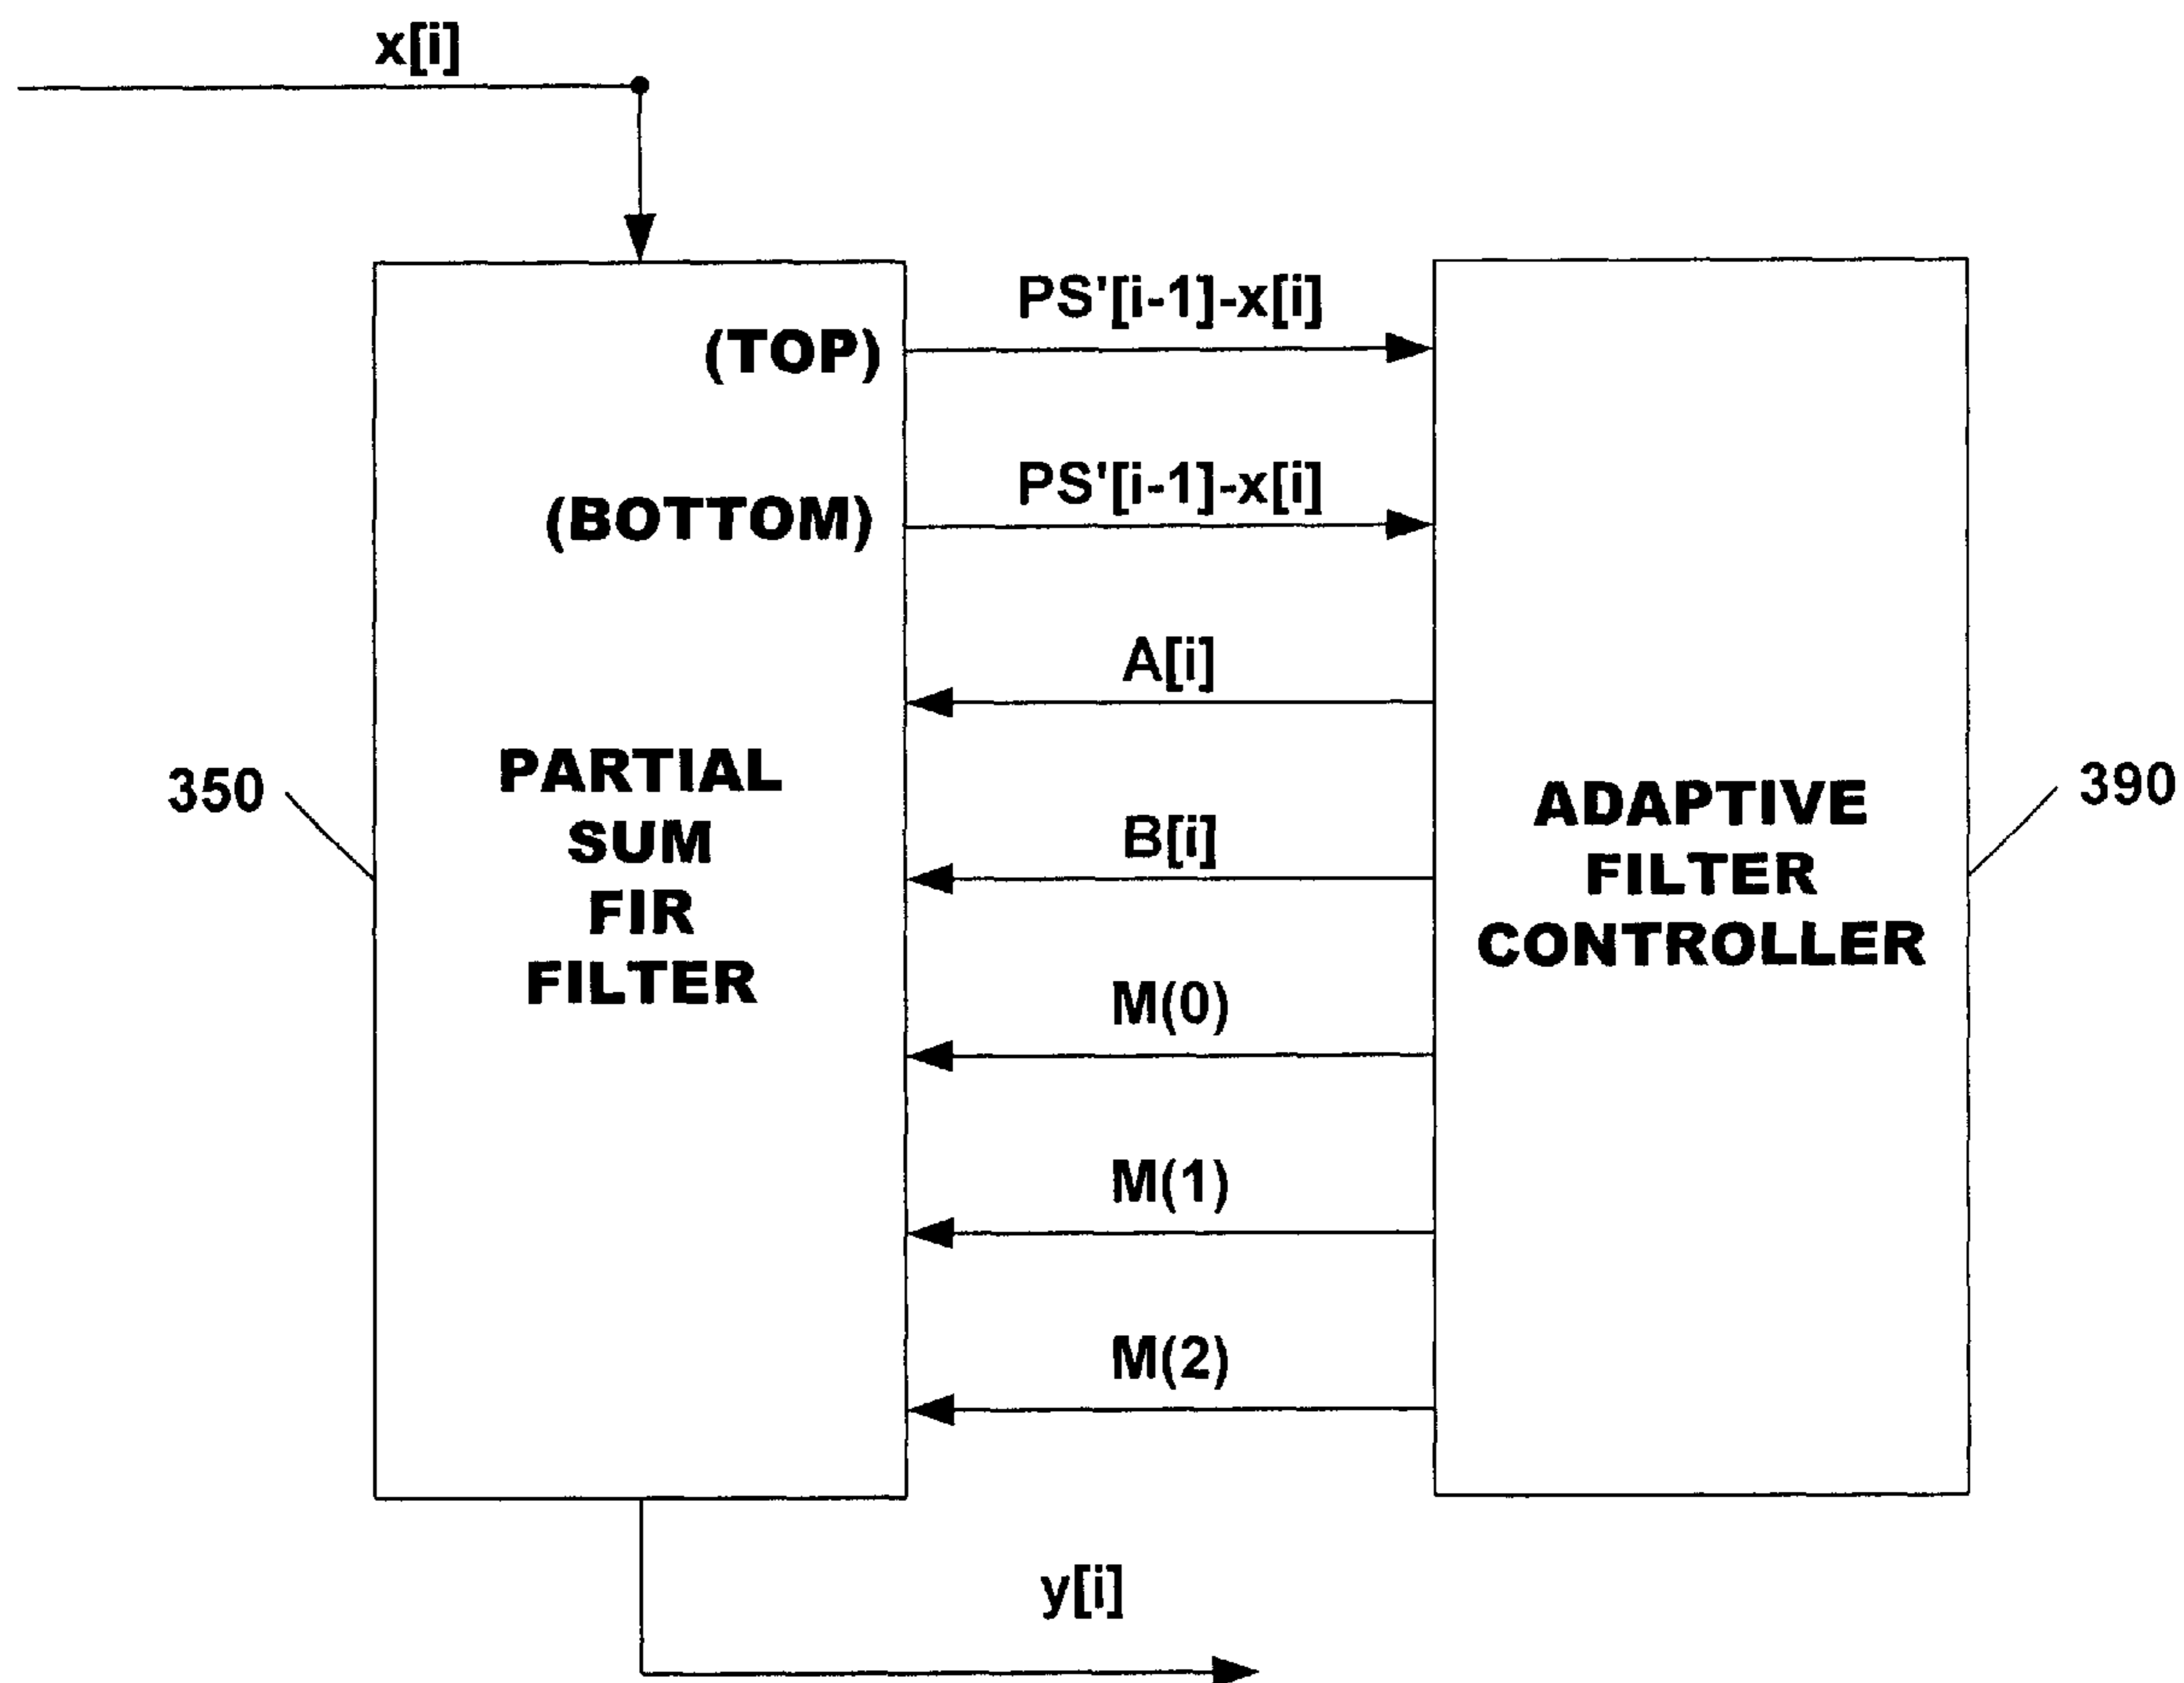 x[i]
(TOP)
PS'[i-1]-x[i]
(BOTTOM)
PS'[i-1]-x[i]
A[i]
B[i]
M(0)
M(1)
M(2)
350
PARTIAL
SUM
FIR
FILTER
ADAPTIVE
FILTER
CONTROLLER
390
y[i]